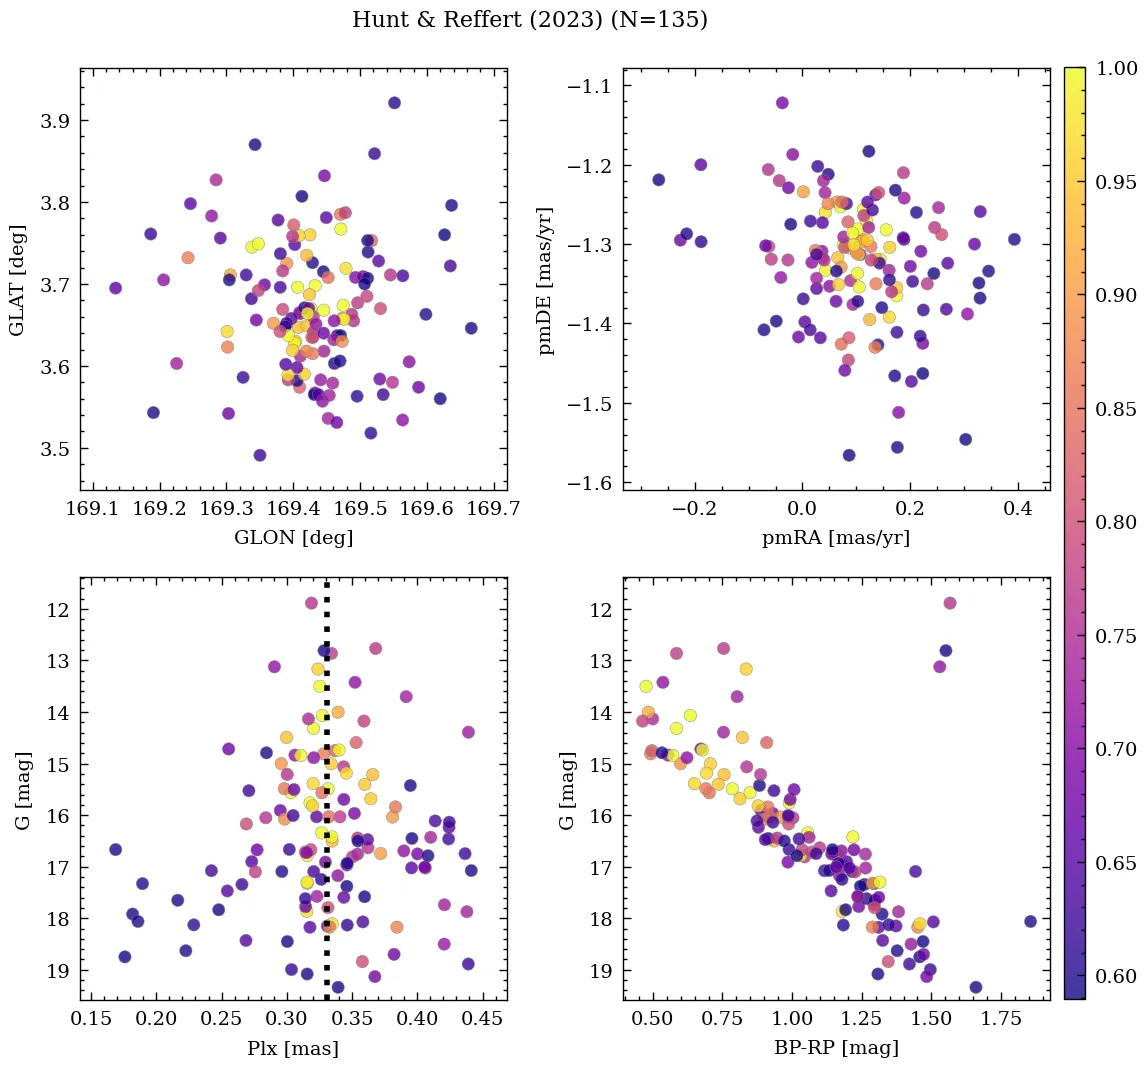 Hunt & Reffert (2023) (N=135)
3.9
3.8
3.7
3.6
3.5
GLAT [deg]
169.1 169.2 169.3 169.4 169.5 169.6 169.7
GLON [deg]
−1.1
−1.2
−1.3
−1.4
−1.5
−1.6
pmDE [mas/yr]
−0.2 0.0 0.2 0.4
pmRA [mas/yr]
12
13
14
15
16
17
18
19
G [mag]
0.15 0.20 0.25 0.30 0.35 0.40 0.45
Plx [mas]
12
13
14
15
16
17
18
19
G [mag]
0.50 0.75 1.00 1.25 1.50 1.75
BP-RP [mag]
1.00
0.95
0.90
0.85
0.80
0.75
0.70
0.65
0.60